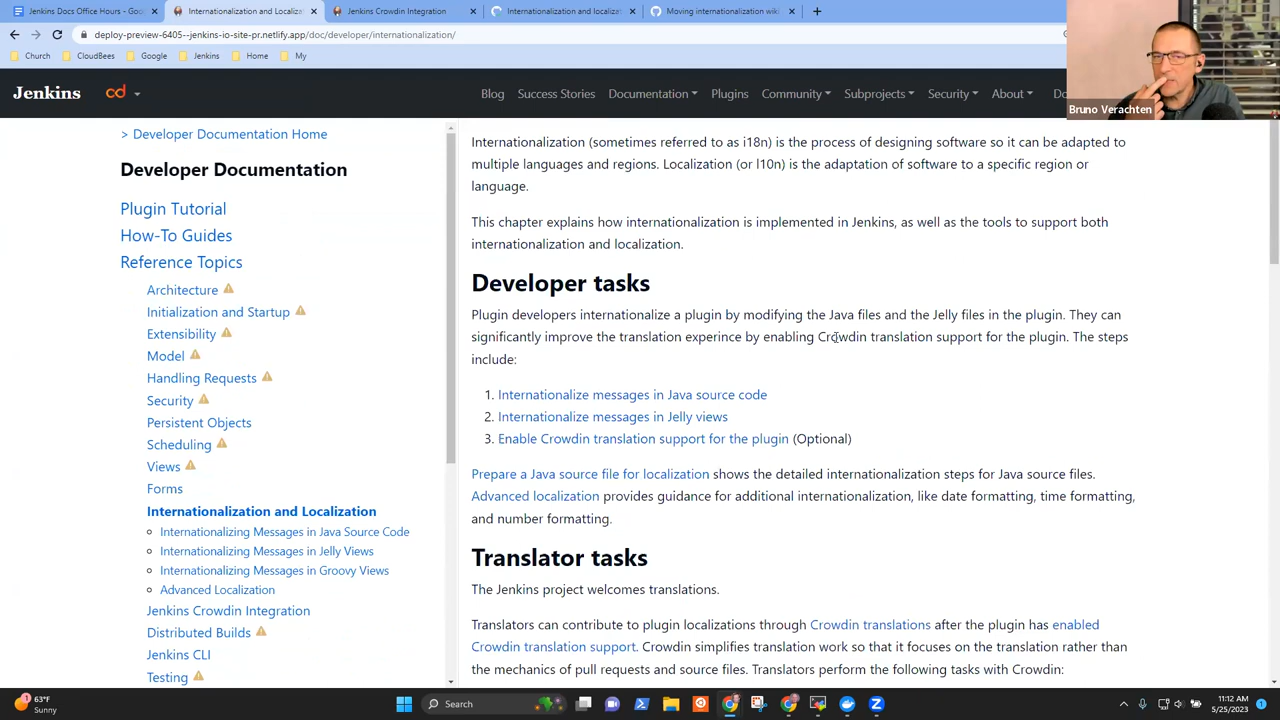 Jenkins Docs Office Hours - Goo
Internationalization and Localiza
Jenkins Crowdin Integration
Internationalization and localizat
Moving internationalization wiki
deploy-preview-6405--jenkins-io-site-pr.netlify.app/doc/developer/internationalization/
Church
CloudBees
Google
Jenkins
Home
My
Jenkins
cd
Blog
Success Stories
Documentation
Plugins
Community
Subprojects
Security
About
Bruno Verachten
> Developer Documentation Home
Developer Documentation
Plugin Tutorial
How-To Guides
Reference Topics
Architecture
Initialization and Startup
Extensibility
Model
Handling Requests
Security
Persistent Objects
Scheduling
Views
Forms
Internationalization and Localization
Internationalizing Messages in Java Source Code
Internationalizing Messages in Jelly Views
Internationalizing Messages in Groovy Views
Advanced Localization
Jenkins Crowdin Integration
Distributed Builds
Jenkins CLI
Testing
Internationalization (sometimes referred to as i18n) is the process of designing software so it can be adapted to
multiple languages and regions. Localization (or l10n) is the adaptation of software to a specific region or
language.
This chapter explains how internationalization is implemented in Jenkins, as well as the tools to support both
internationalization and localization.
Developer tasks
Plugin developers internationalize a plugin by modifying the Java files and the Jelly files in the plugin. They can
significantly improve the translation experince by enabling Crowdin translation support for the plugin. The steps
include:
1. Internationalize messages in Java source code
2. Internationalize messages in Jelly views
3. Enable Crowdin translation support for the plugin (Optional)
Prepare a Java source file for localization shows the detailed internationalization steps for Java source files.
Advanced localization provides guidance for additional internationalization, like date formatting, time formatting,
and number formatting.
Translator tasks
The Jenkins project welcomes translations.
Translators can contribute to plugin localizations through Crowdin translations after the plugin has enabled
Crowdin translation support. Crowdin simplifies translation work so that it focuses on the translation rather than
the mechanics of pull requests and source files. Translators perform the following tasks with Crowdin:
63°F
Sunny
Search
11:12 AM
5/25/2023